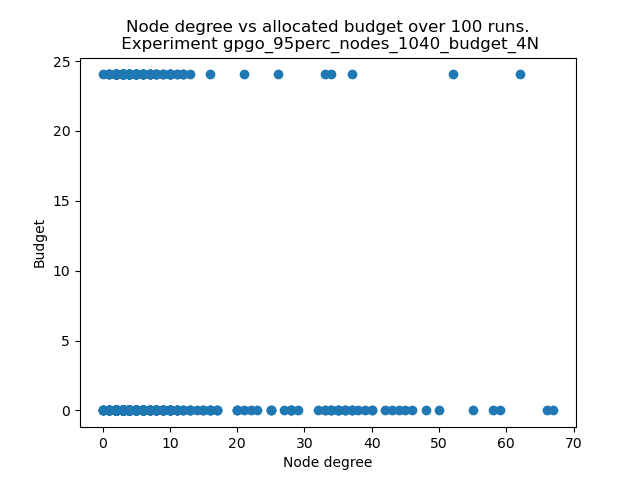 Node degree vs allocated budget over 100 runs.
Experiment gpgo_95perc_nodes_1040_budget_4N
25
20
15
10
5
0
Budget
0 10 20 30 40 50 60 70
Node degree